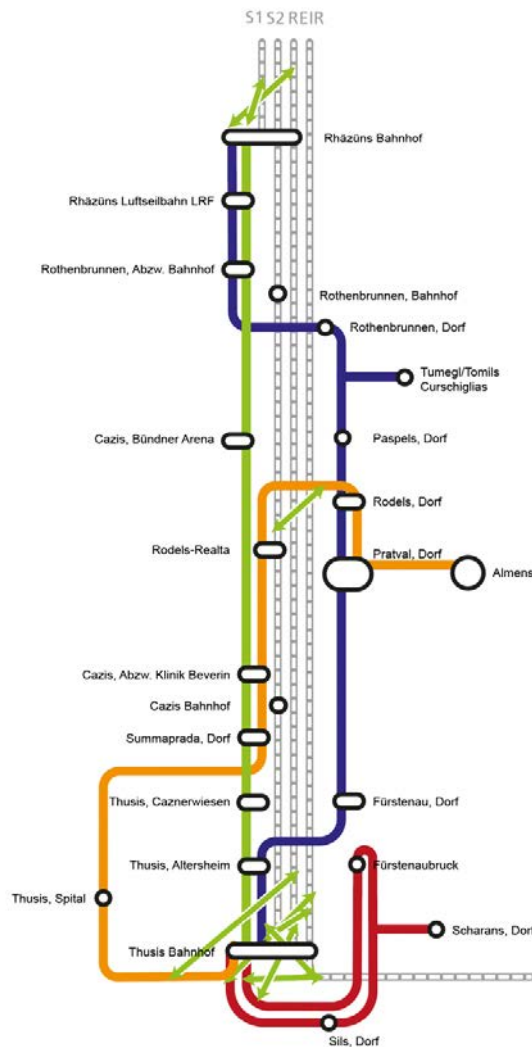 S1 S2 RE IR
Rhäzüns Bahnhof
Rhäzüns Luftseilbahn LRF
Rothenbrunnen, Abzw. Bahnhof
Rothenbrunnen, Bahnhof
Rothenbrunnen, Dorf
Tumegl/Tomils
Curschiglias
Cazis, Bündner Arena
Paspels, Dorf
Rodels, Dorf
Rodels-Realta
Pratval, Dorf
Almens
Cazis, Abzw. Klinik Beverin
Cazis Bahnhof
Summaprada, Dorf
Thusis, Caznerwiesen
Fürstenau, Dorf
Thusis, Altersheim
Fürstenaubruck
Thusis, Spital
Scharans, Dorf
Thusis Bahnhof
Sils, Dorf